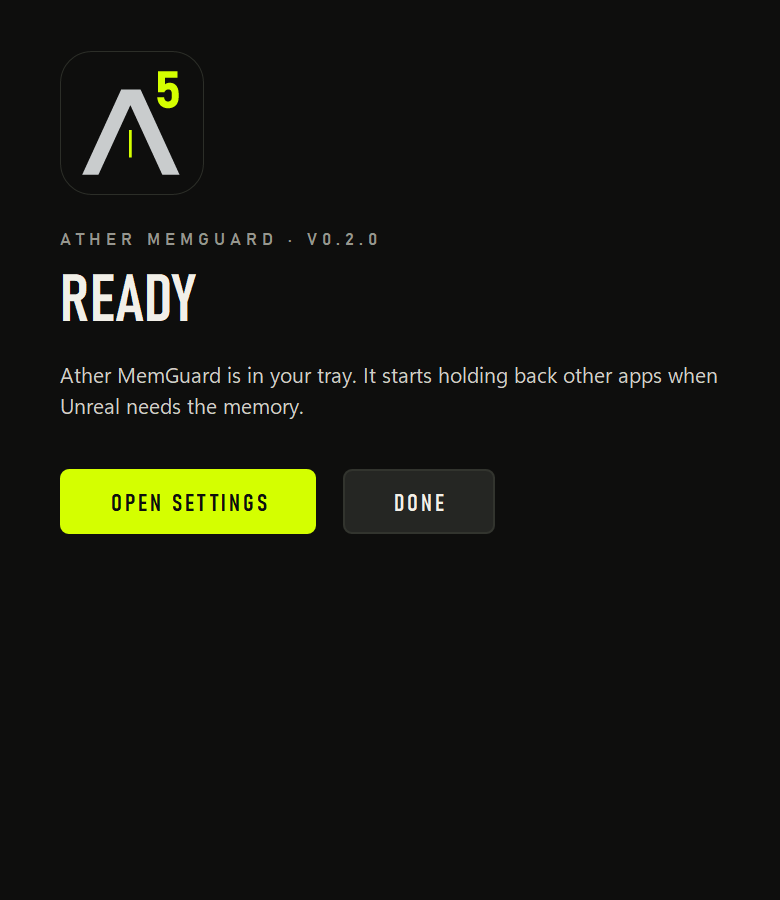 5
ATHER MEMGUARD · V0.2.0
READY
Ather MemGuard is in your tray. It starts holding back other apps when
Unreal needs the memory.
OPEN SETTINGS
DONE